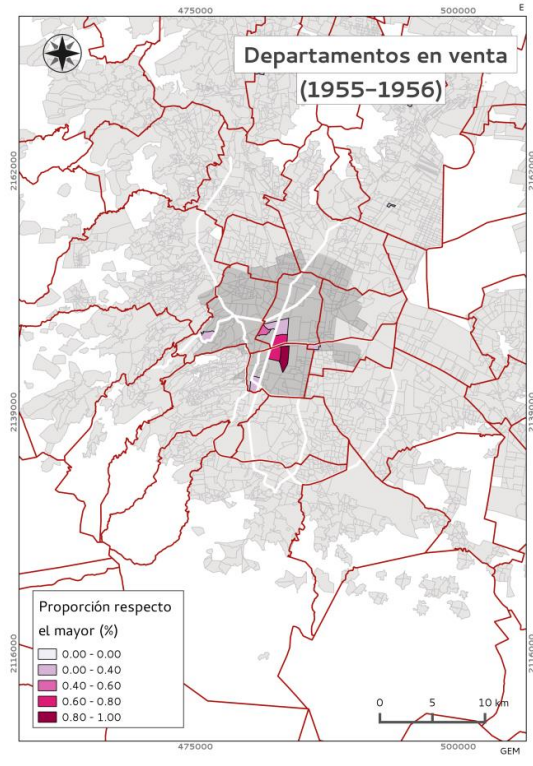 475000
500000
E
Departamentos en venta
(1955-1956)
2162000
2162000
2139000
2139000
Proporción respecto
el mayor (%)
0.00 - 0.00
0.00 - 0.40
0.40 - 0.60
0.60 - 0.80
0.80 - 1.00
2116000
2116000
0 5 10 km
475000
500000
GEM